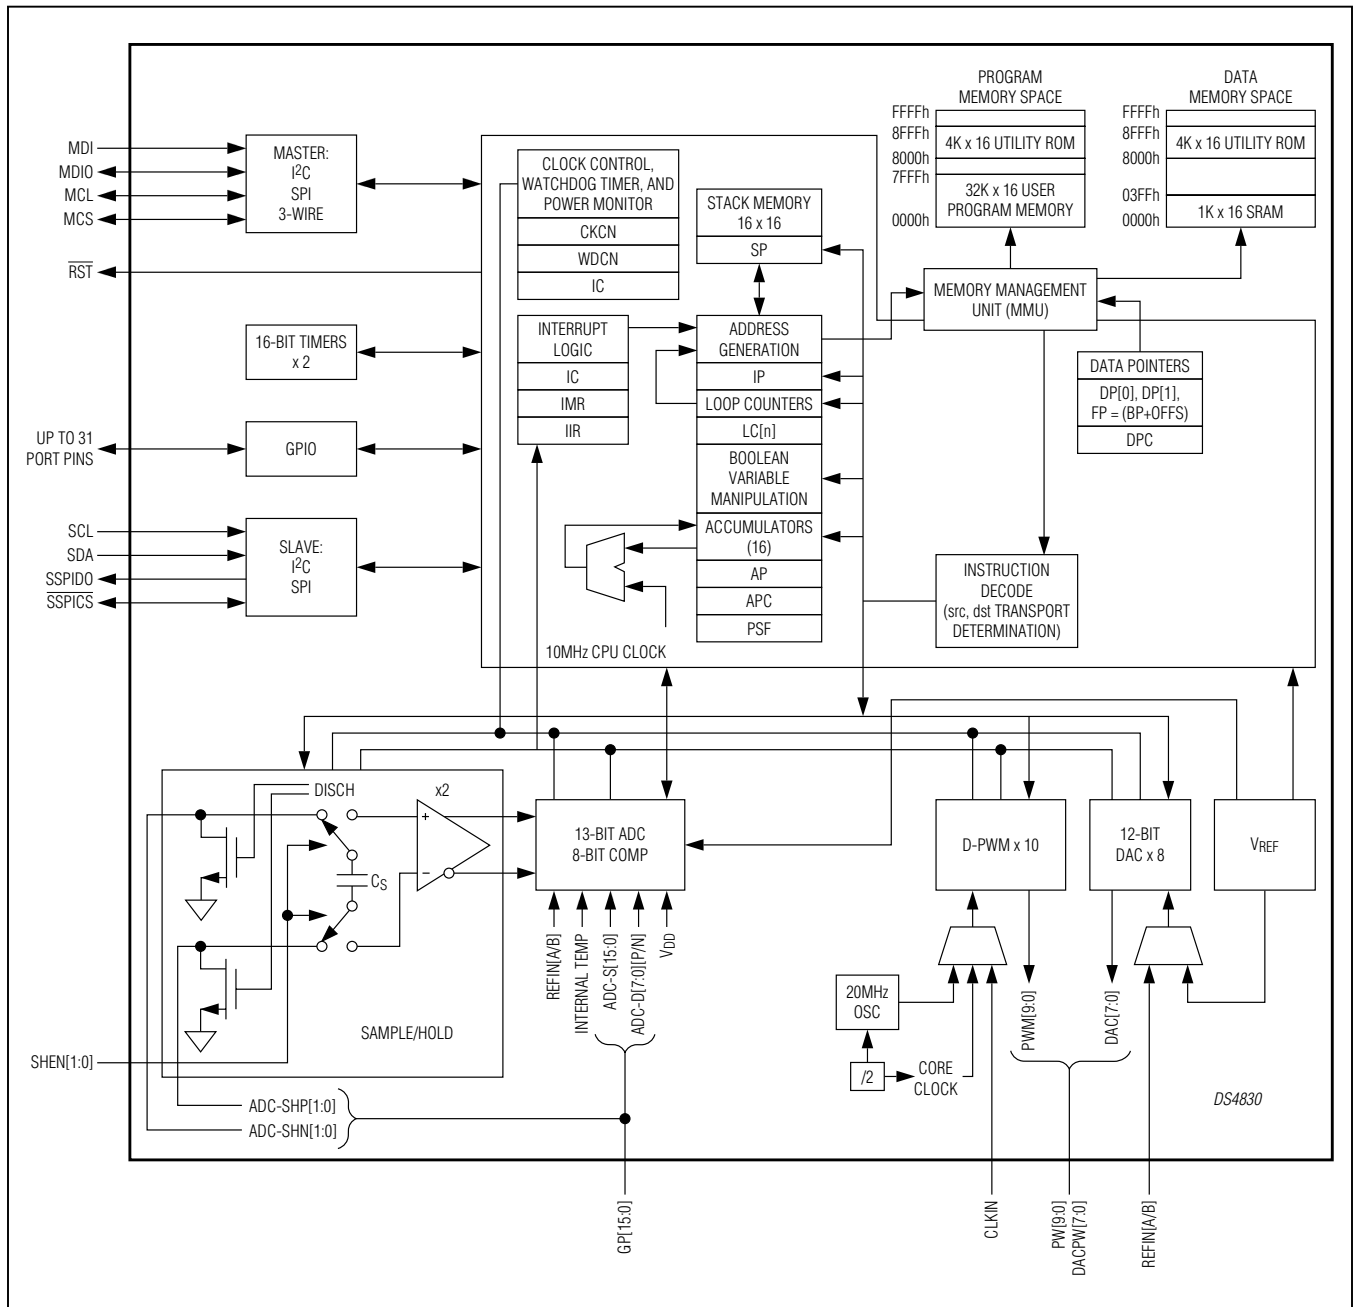 PROGRAM
MEMORY SPACE
DATA
MEMORY SPACE
FFFFh
8FFFh
8000h
7FFFh
0000h
4K x 16 UTILITY ROM
32K x 16 USER
PROGRAM MEMORY
FFFFh
8FFFh
8000h
03FFh
0000h
4K x 16 UTILITY ROM
1K x 16 SRAM
MDI
MDIO
MCL
MCS
MASTER:
I2C
SPI
3-WIRE
RST
16-BIT TIMERS
x 2
UP TO 31
PORT PINS
GPIO
SCL
SDA
SSPIDO
SSPICS
SLAVE:
I2C
SPI
CLOCK CONTROL,
WATCHDOG TIMER, AND
POWER MONITOR
CKCN
WDCN
IC
STACK MEMORY
16 x 16
SP
INTERRUPT
LOGIC
IC
IMR
IIR
ADDRESS
GENERATION
IP
LOOP COUNTERS
LC[n]
BOOLEAN
VARIABLE
MANIPULATION
ACCUMULATORS
(16)
AP
APC
PSF
10MHz CPU CLOCK
MEMORY MANAGEMENT
UNIT (MMU)
DATA POINTERS
DP[0], DP[1],
FP = (BP+OFFS)
DPC
INSTRUCTION
DECODE
(src, dst TRANSPORT
DETERMINATION)
DISCH
x2
+
−
CS
SAMPLE/HOLD
SHEN[1:0]
ADC-SHP[1:0]
ADC-SHN[1:0]
13-BIT ADC
8-BIT COMP
REFIN[A/B]
INTERNAL TEMP
ADC-S[15:0]
ADC-D[7:0][P/N]
VDD
GP[15:0]
D-PWM x 10
12-BIT
DAC x 8
VREF
20MHz
OSC
/2
CORE
CLOCK
PWM[9:0]
DAC[7:0]
CLKIN
PW[9:0]
DACPW[7:0]
REFIN[A/B]
DS4830